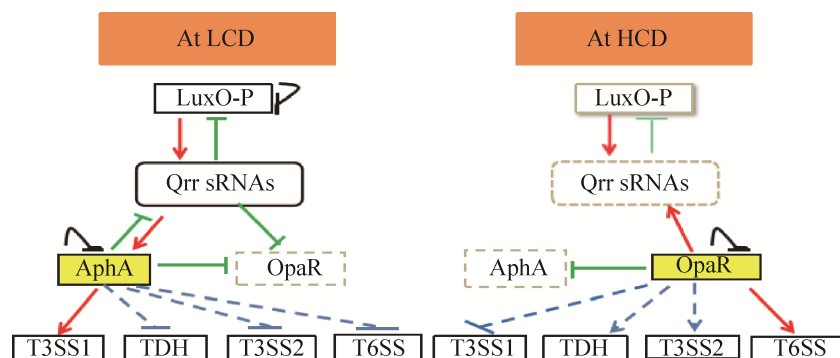 At LCD
At HCD
LuxO-P
LuxO-P
Qrr sRNAs
Qrr sRNAs
AphA
OpaR
AphA
OpaR
T3SS1
TDH
T3SS2
T6SS
T3SS1
TDH
T3SS2
T6SS